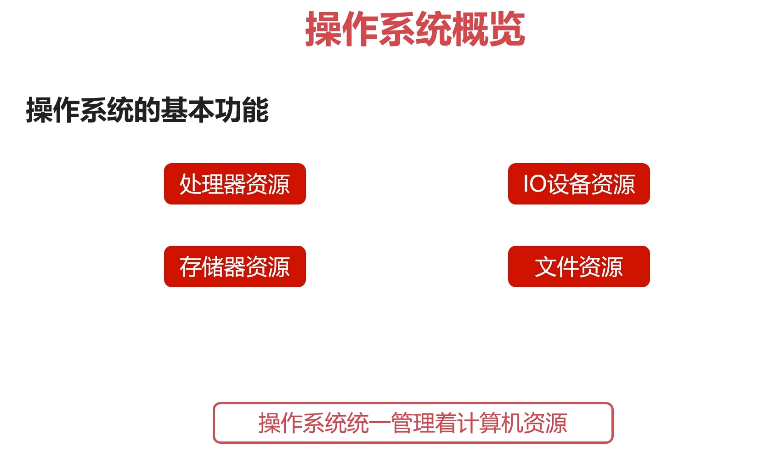 操作系统概览
操作系统的基本功能
处理器资源
IO设备资源
存储器资源
文件资源
操作系统统一管理着计算机资源